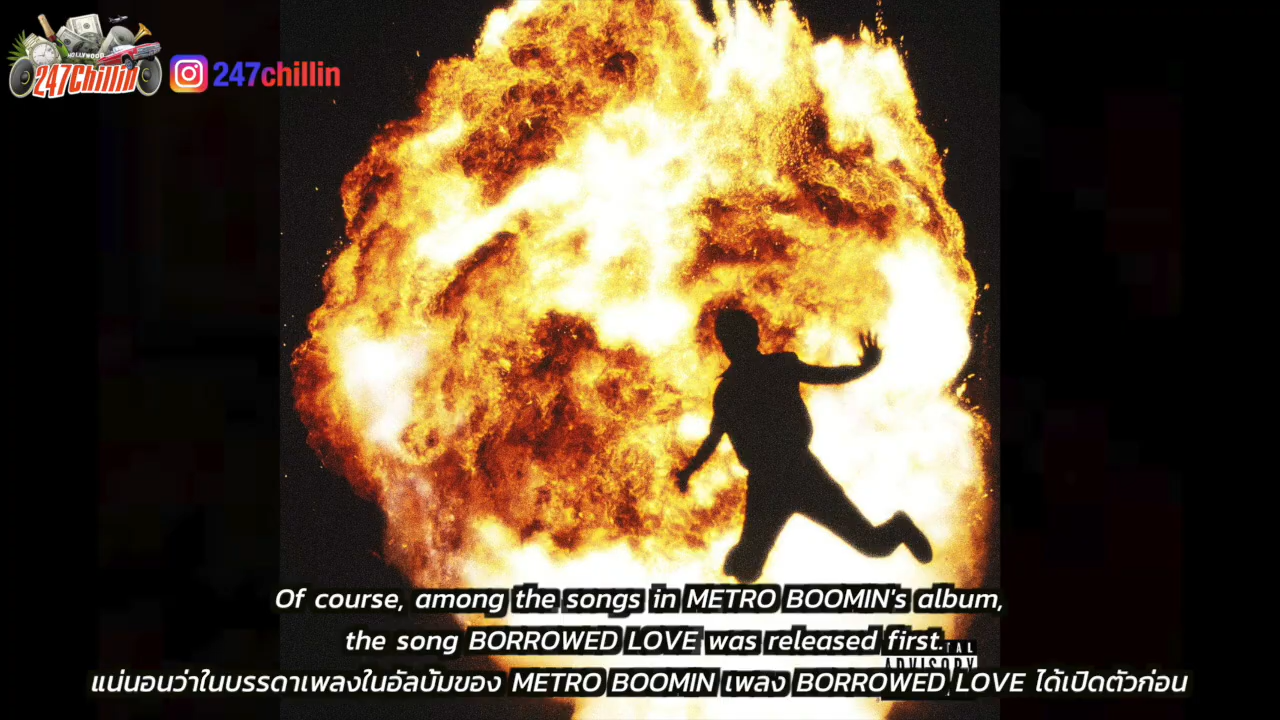 HOLLYWOOD
247Chillin
247chillin
Of course, among the songs in METRO BOOMIN's album,
the song BORROWED LOVE was released first.
ADVISORY
แน่นอนว่าในบรรดาเพลงในอัลบ้มของ METRO BOOMIN เพลง BORROWED LOVE ได้เปิดตัวก่อน